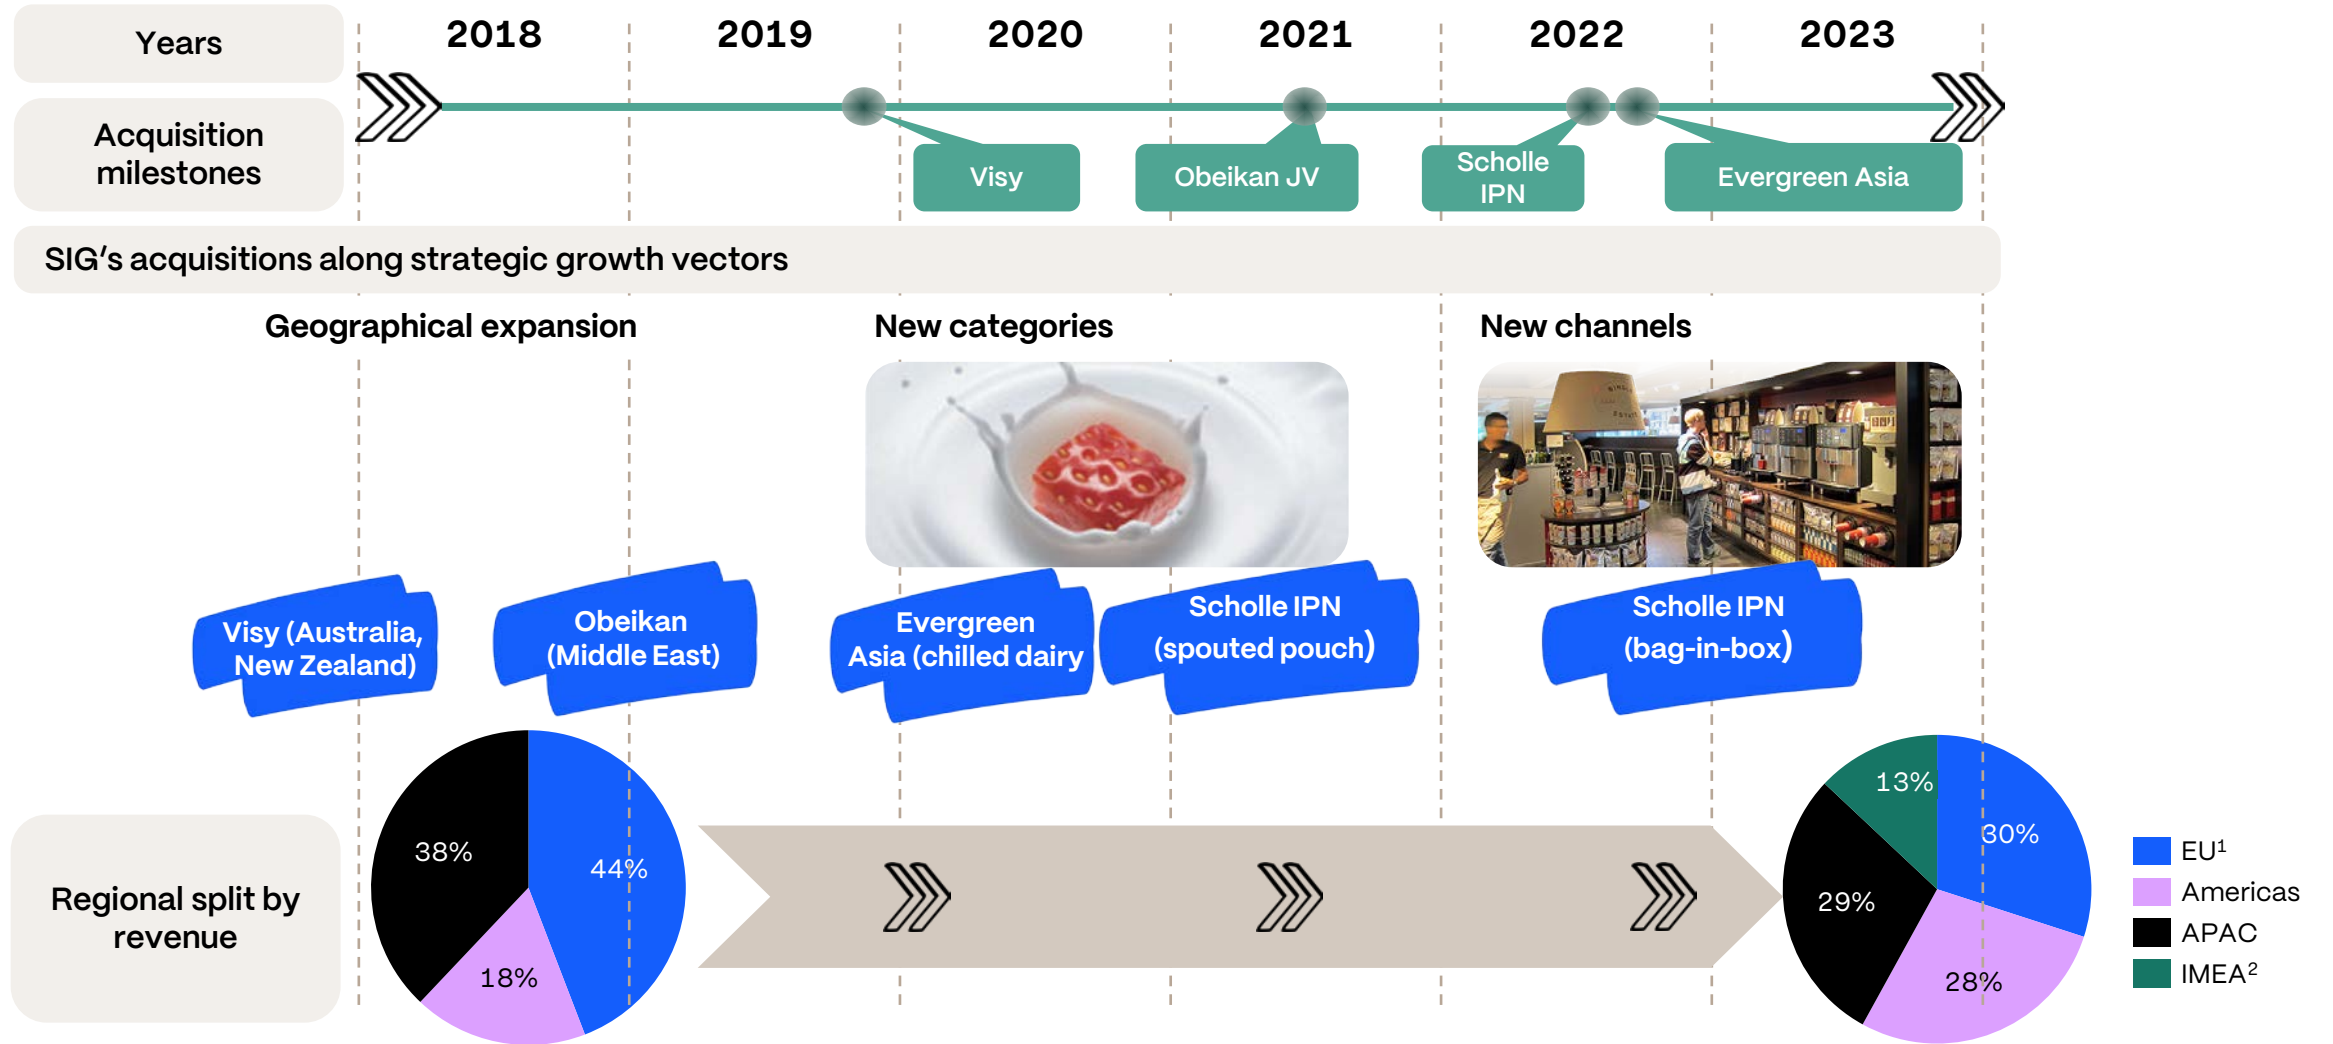 Years
2018
2019
2020
2021
2022
2023
Acquisition
milestones
Visy
Obeikan JV
Scholle
IPN
Evergreen Asia
SIG's acquisitions along strategic growth vectors
Geographical expansion
New categories
New channels
Visy (Australia,
New Zealand)
Obeikan
(Middle East)
Evergreen
Asia (chilled dairy
Scholle IPN
(spouted pouch)
Scholle IPN
(bag-in-box)
Regional split by
revenue
38%
44%
18%
13%
30%
29%
28%
EU¹
Americas
APAC
IMEA²